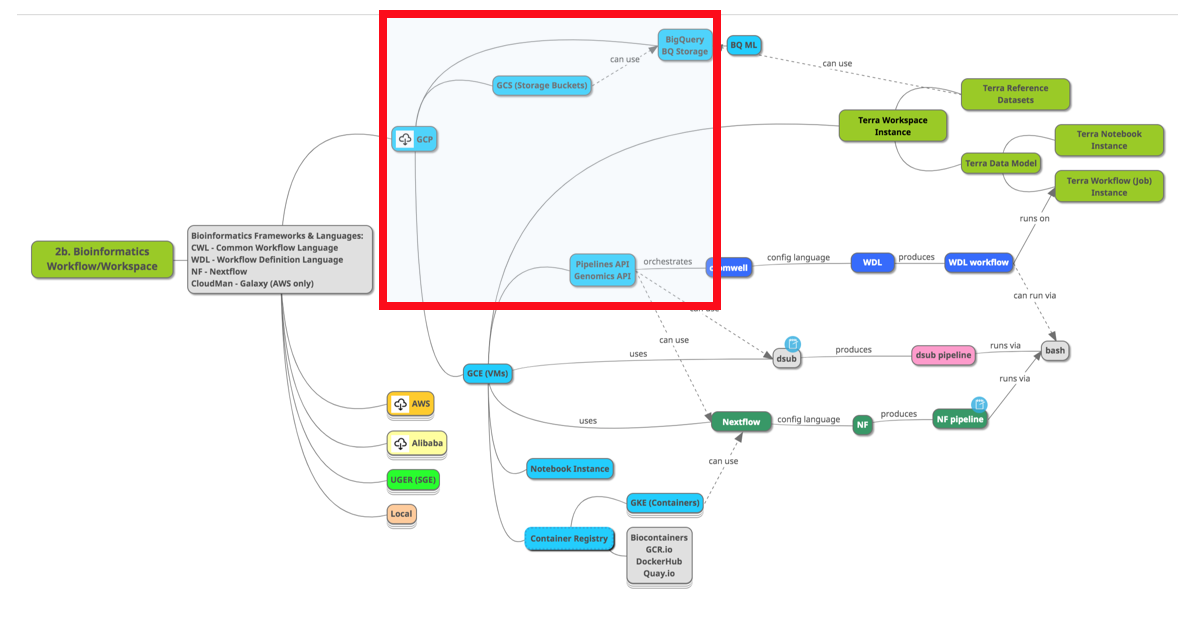 BigQuery
BQ Storage
BQ ML
can use
can use
GCS (Storage Buckets)
Terra Reference
Datasets
Terra Workspace
Instance
GCP
Terra Notebook
Instance
Terra Data Model
Terra Workflow (Job)
Instance
runs on
Bioinformatics Frameworks & Languages:
CWL - Common Workflow Language
WDL - Workflow Definition Language
NF - Nextflow
CloudMan - Galaxy (AWS only)
2b. Bioinformatics
Workflow/Workspace
Pipelines API
Genomics API
orchestrates
cromwell
config language
WDL
produces
WDL workflow
can run via
can use
can use
GCE (VMs)
uses
dsub
produces
dsub pipeline
runs via
bash
runs via
AWS
uses
Nextflow
config language
NF
produces
NF pipeline
Alibaba
can use
Notebook Instance
UGER (SGE)
GKE (Containers)
Local
Container Registry
Biocontainers
GCR.io
DockerHub
Quay.io